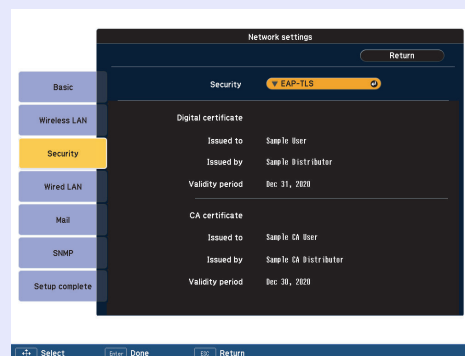 Network settings
Return
Basic
Wireless LAN
Security
Wired LAN
Mail
SNMP
Setup complete
Security EAP-TLS
Digital certificate
Issued to Sample User
Issued by Sample Distributor
Validity period Dec 31, 2020
CA certificate
Issued to Sample CA User
Issued by Sample CA Distributor
Validity period Dec 30, 2020
Select Enter Done ESC Return